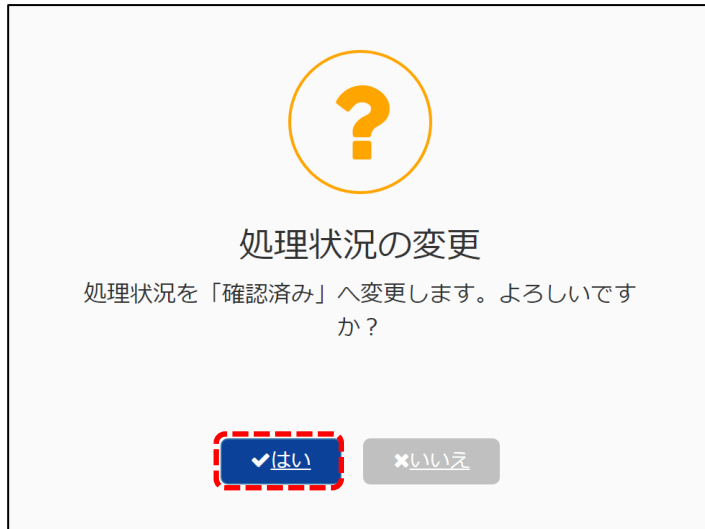 ?
処理状況の変更
処理状況を「確認済み」へ変更します。よろしいです
か？
✔はい
✖いいえ